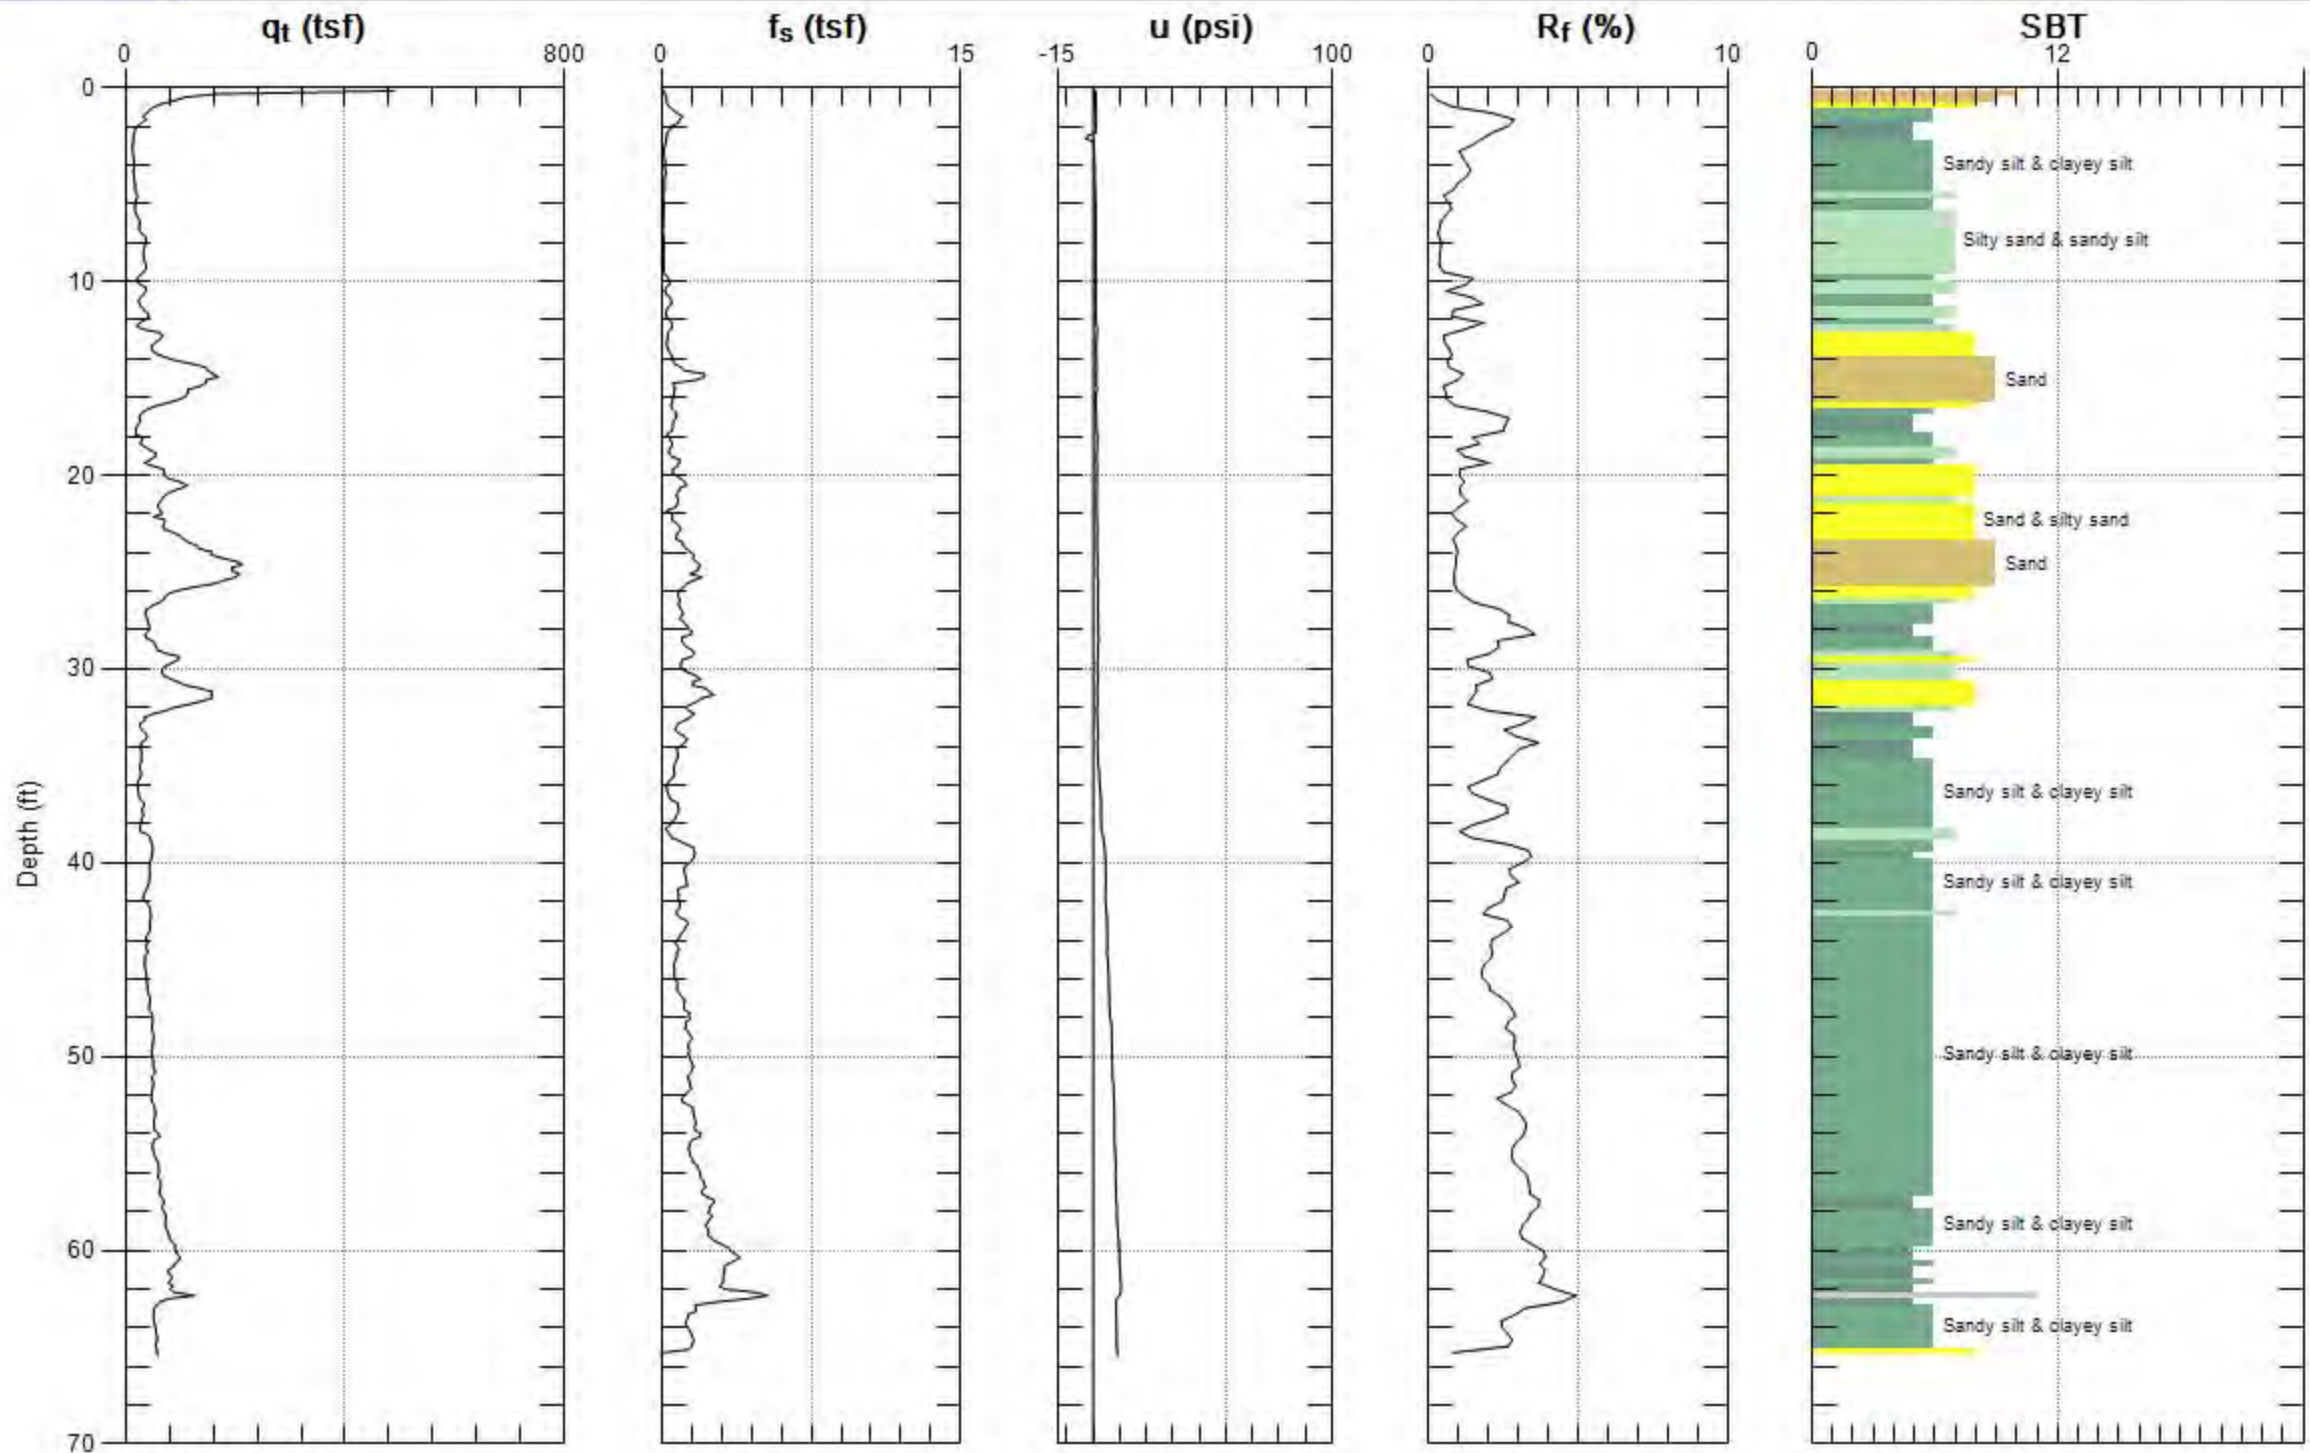 qt (tsf)
fs (tsf)
u (psi)
Rf (%)
SBT
0
800
0
15
-15
100
0
10
0
12
0
Sandy silt & clayey silt
Silty sand & sandy silt
10
Sand
20
Sand & silty sand
Sand
30
Sandy silt & clayey silt
Depth (ft)
40
Sandy silt & clayey silt
50
Sandy silt & clayey silt
Sandy silt & clayey silt
60
Sandy silt & clayey silt
70